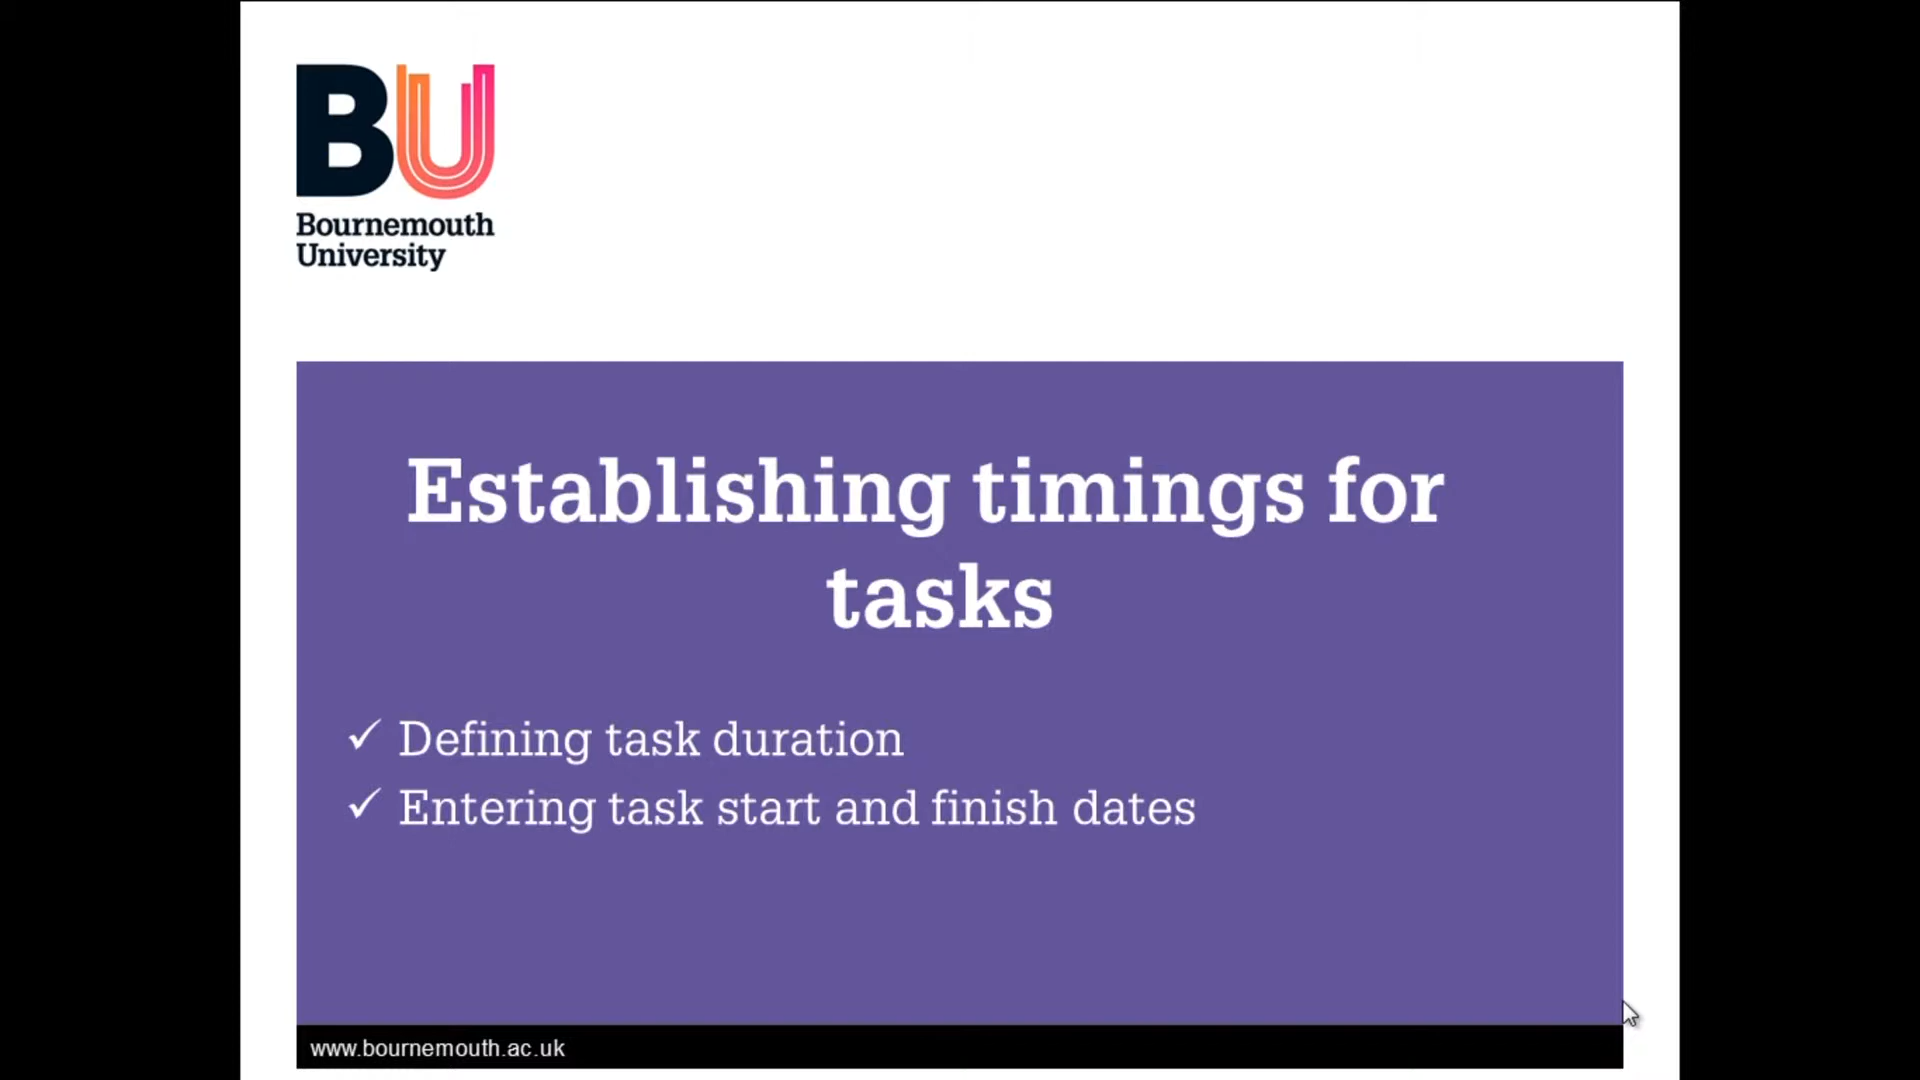 BU
Bournemouth
University
Establishing timings for
tasks
✓ Defining task duration
✓ Entering task start and finish dates
www.bournemouth.ac.uk